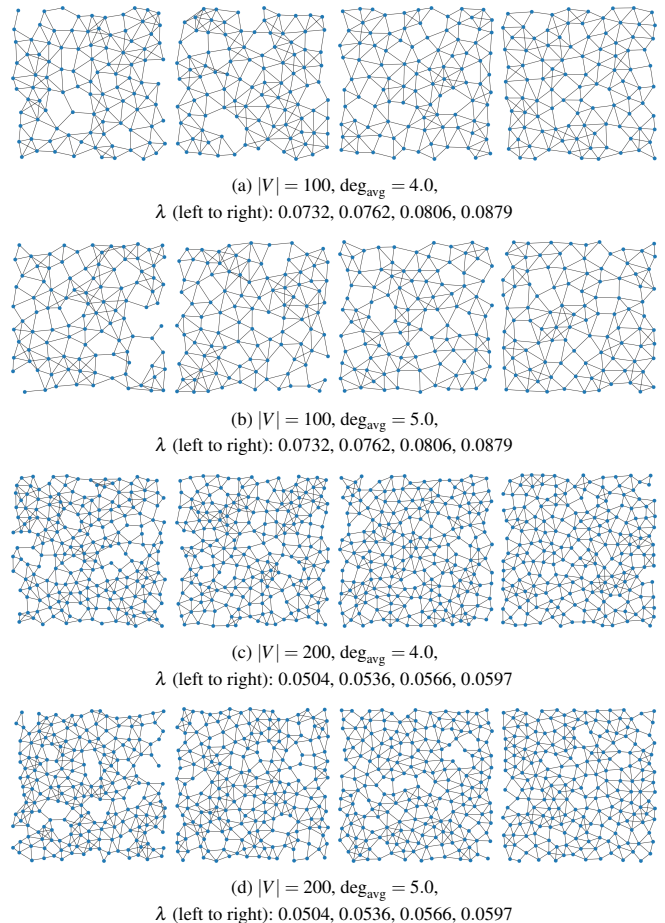 (a) |V| = 100, deg_avg = 4.0,
λ (left to right): 0.0732, 0.0762, 0.0806, 0.0879
(b) |V| = 100, deg_avg = 5.0,
λ (left to right): 0.0732, 0.0762, 0.0806, 0.0879
(c) |V| = 200, deg_avg = 4.0,
λ (left to right): 0.0504, 0.0536, 0.0566, 0.0597
(d) |V| = 200, deg_avg = 5.0,
λ (left to right): 0.0504, 0.0536, 0.0566, 0.0597